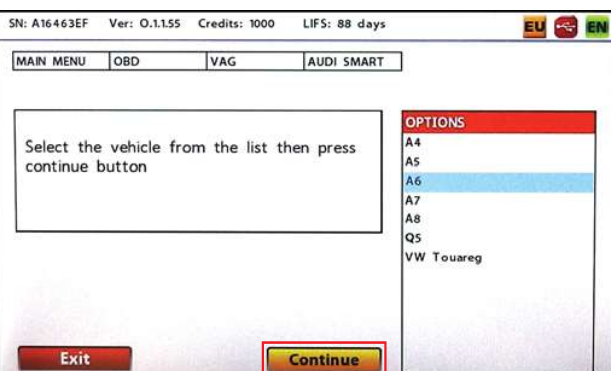 SN: A16463EF Ver: 0.1.1.55 Credits: 1000 LIFS: 88 days EU EN
MAIN MENU OBD VAG AUDI SMART
Select the vehicle from the list then press
continue button
OPTIONS
A4
A5
A6
A7
A8
Q5
VW Touareg
Exit Continue